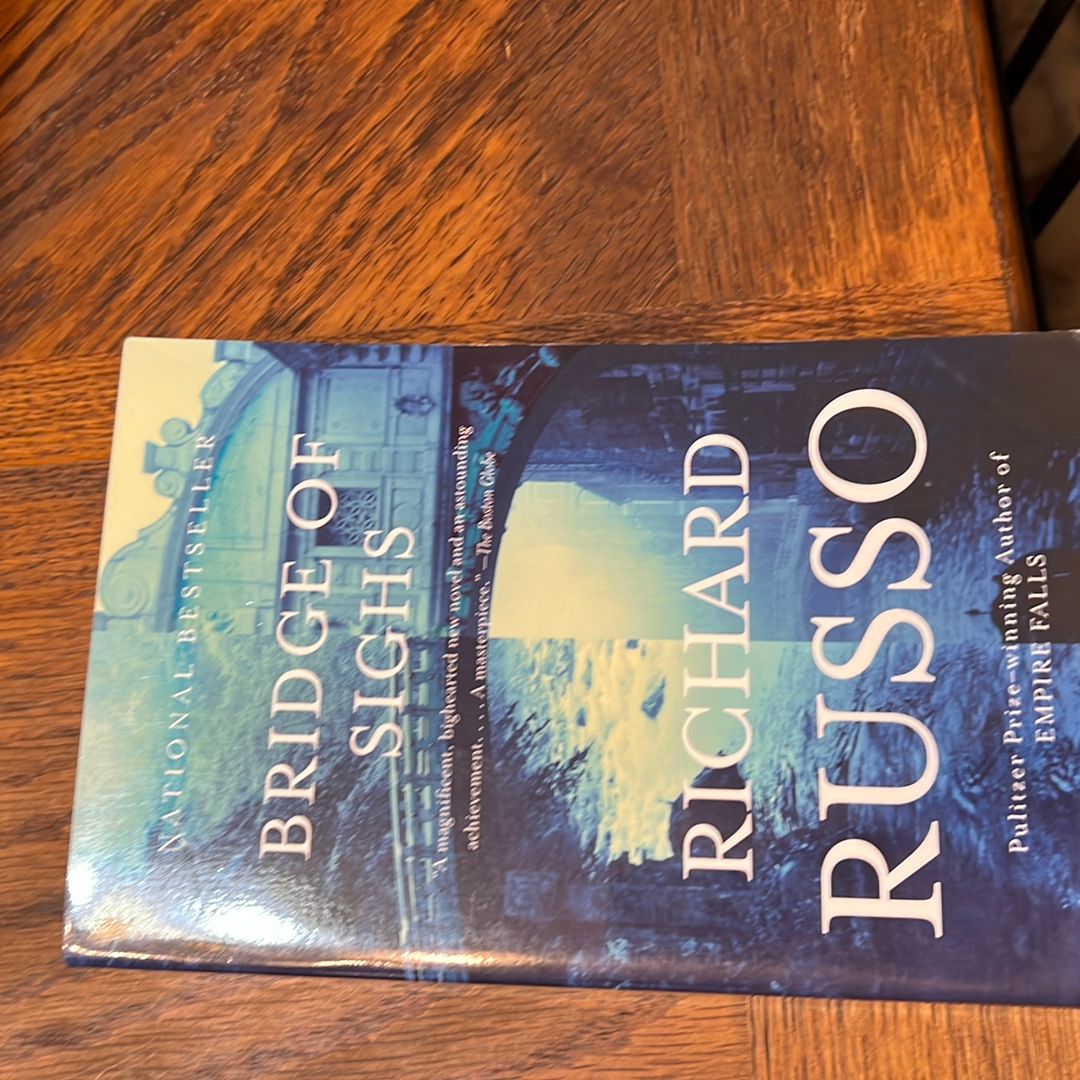 NATIONAL BESTSELLER
BRIDGE OF
SIGHS
"A magnificent, bighearted new novel and an astounding
achievement. . . . A masterpiece." —The Boston Globe
RICHARD
RUSSO
Pulitzer Prize–winning Author of
EMPIRE FALLS